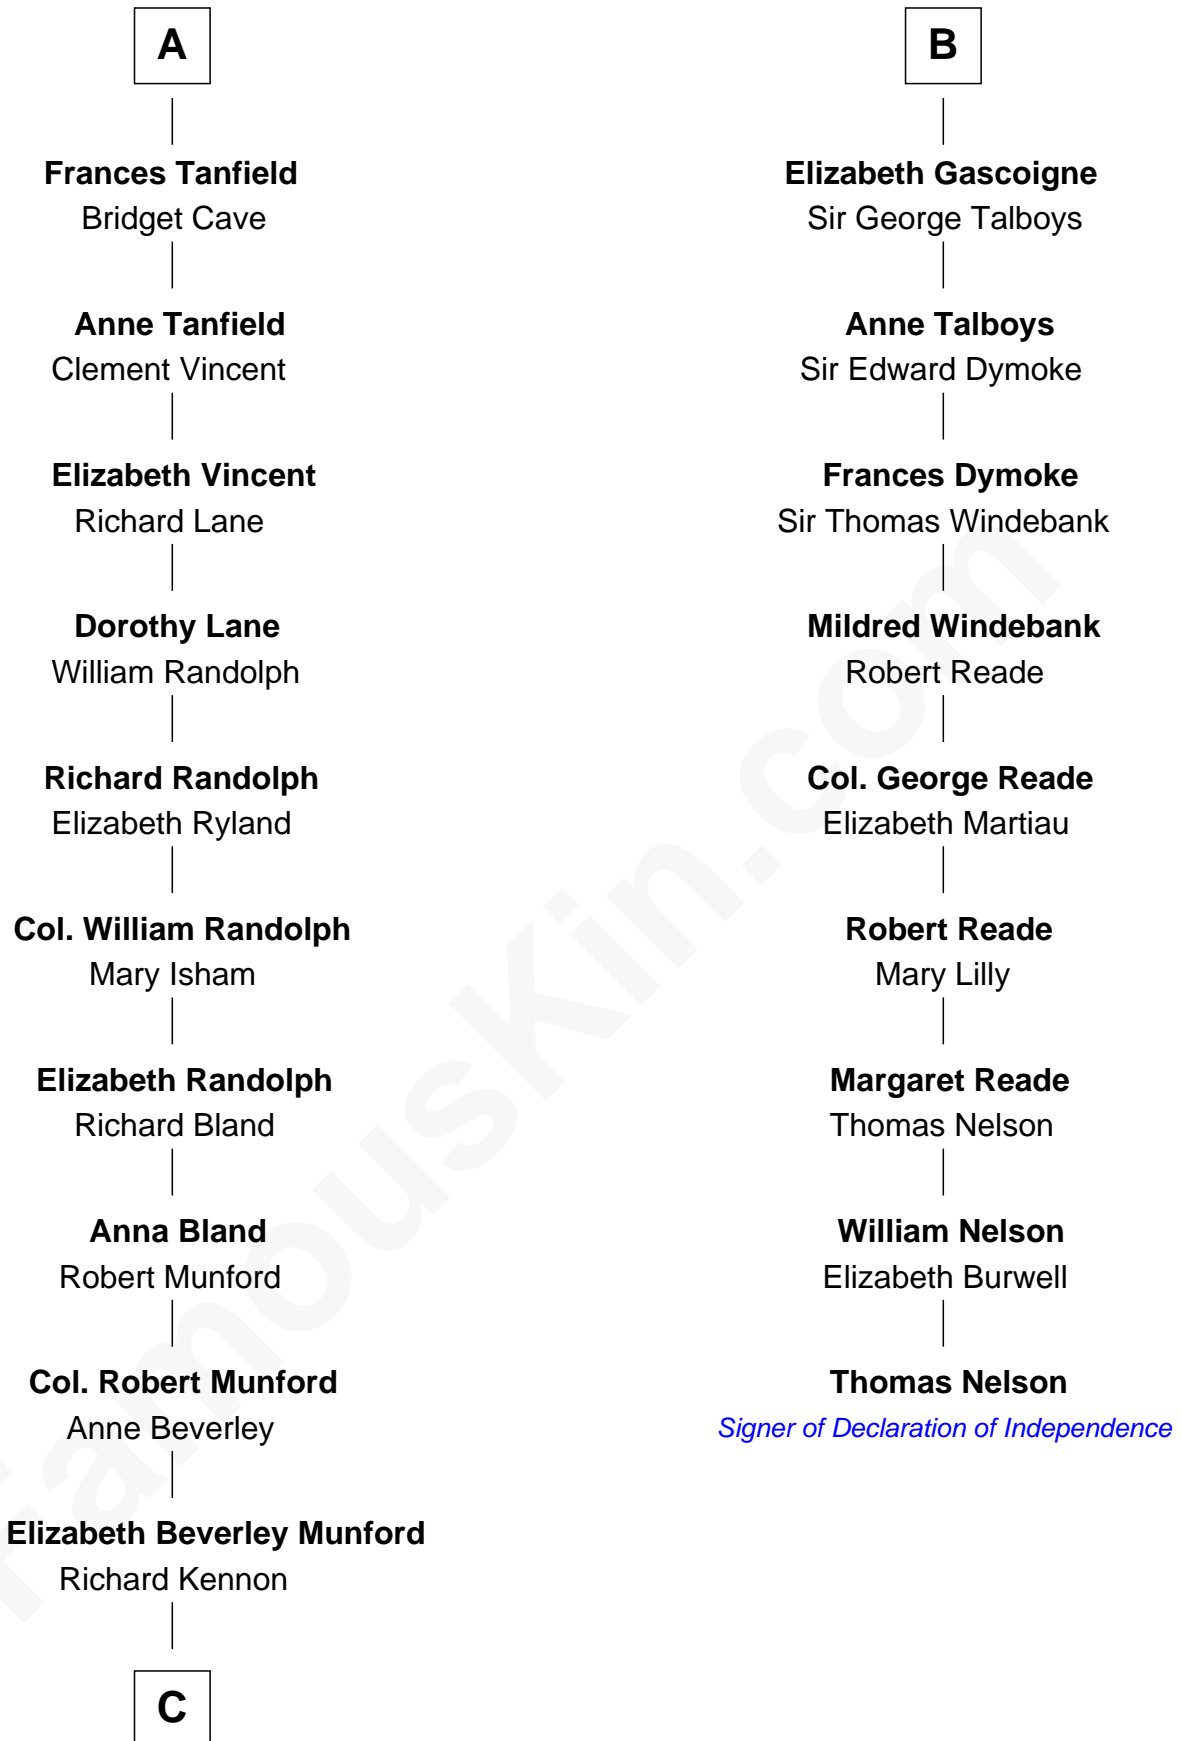 A
Frances Tanfield
Bridget Cave
Anne Tanfield
Clement Vincent
Elizabeth Vincent
Richard Lane
Dorothy Lane
William Randolph
Richard Randolph
Elizabeth Ryland
Col. William Randolph
Mary Isham
Elizabeth Randolph
Richard Bland
Anna Bland
Robert Munford
Col. Robert Munford
Anne Beverley
Elizabeth Beverley Munford
Richard Kennon
C
B
Elizabeth Gascoigne
Sir George Talboys
Anne Talboys
Sir Edward Dymoke
Frances Dymoke
Sir Thomas Windebank
Mildred Windebank
Robert Reade
Col. George Reade
Elizabeth Martiau
Robert Reade
Mary Lilly
Margaret Reade
Thomas Nelson
William Nelson
Elizabeth Burwell
Thomas Nelson
Signer of Declaration of Independence
FamousKin.com